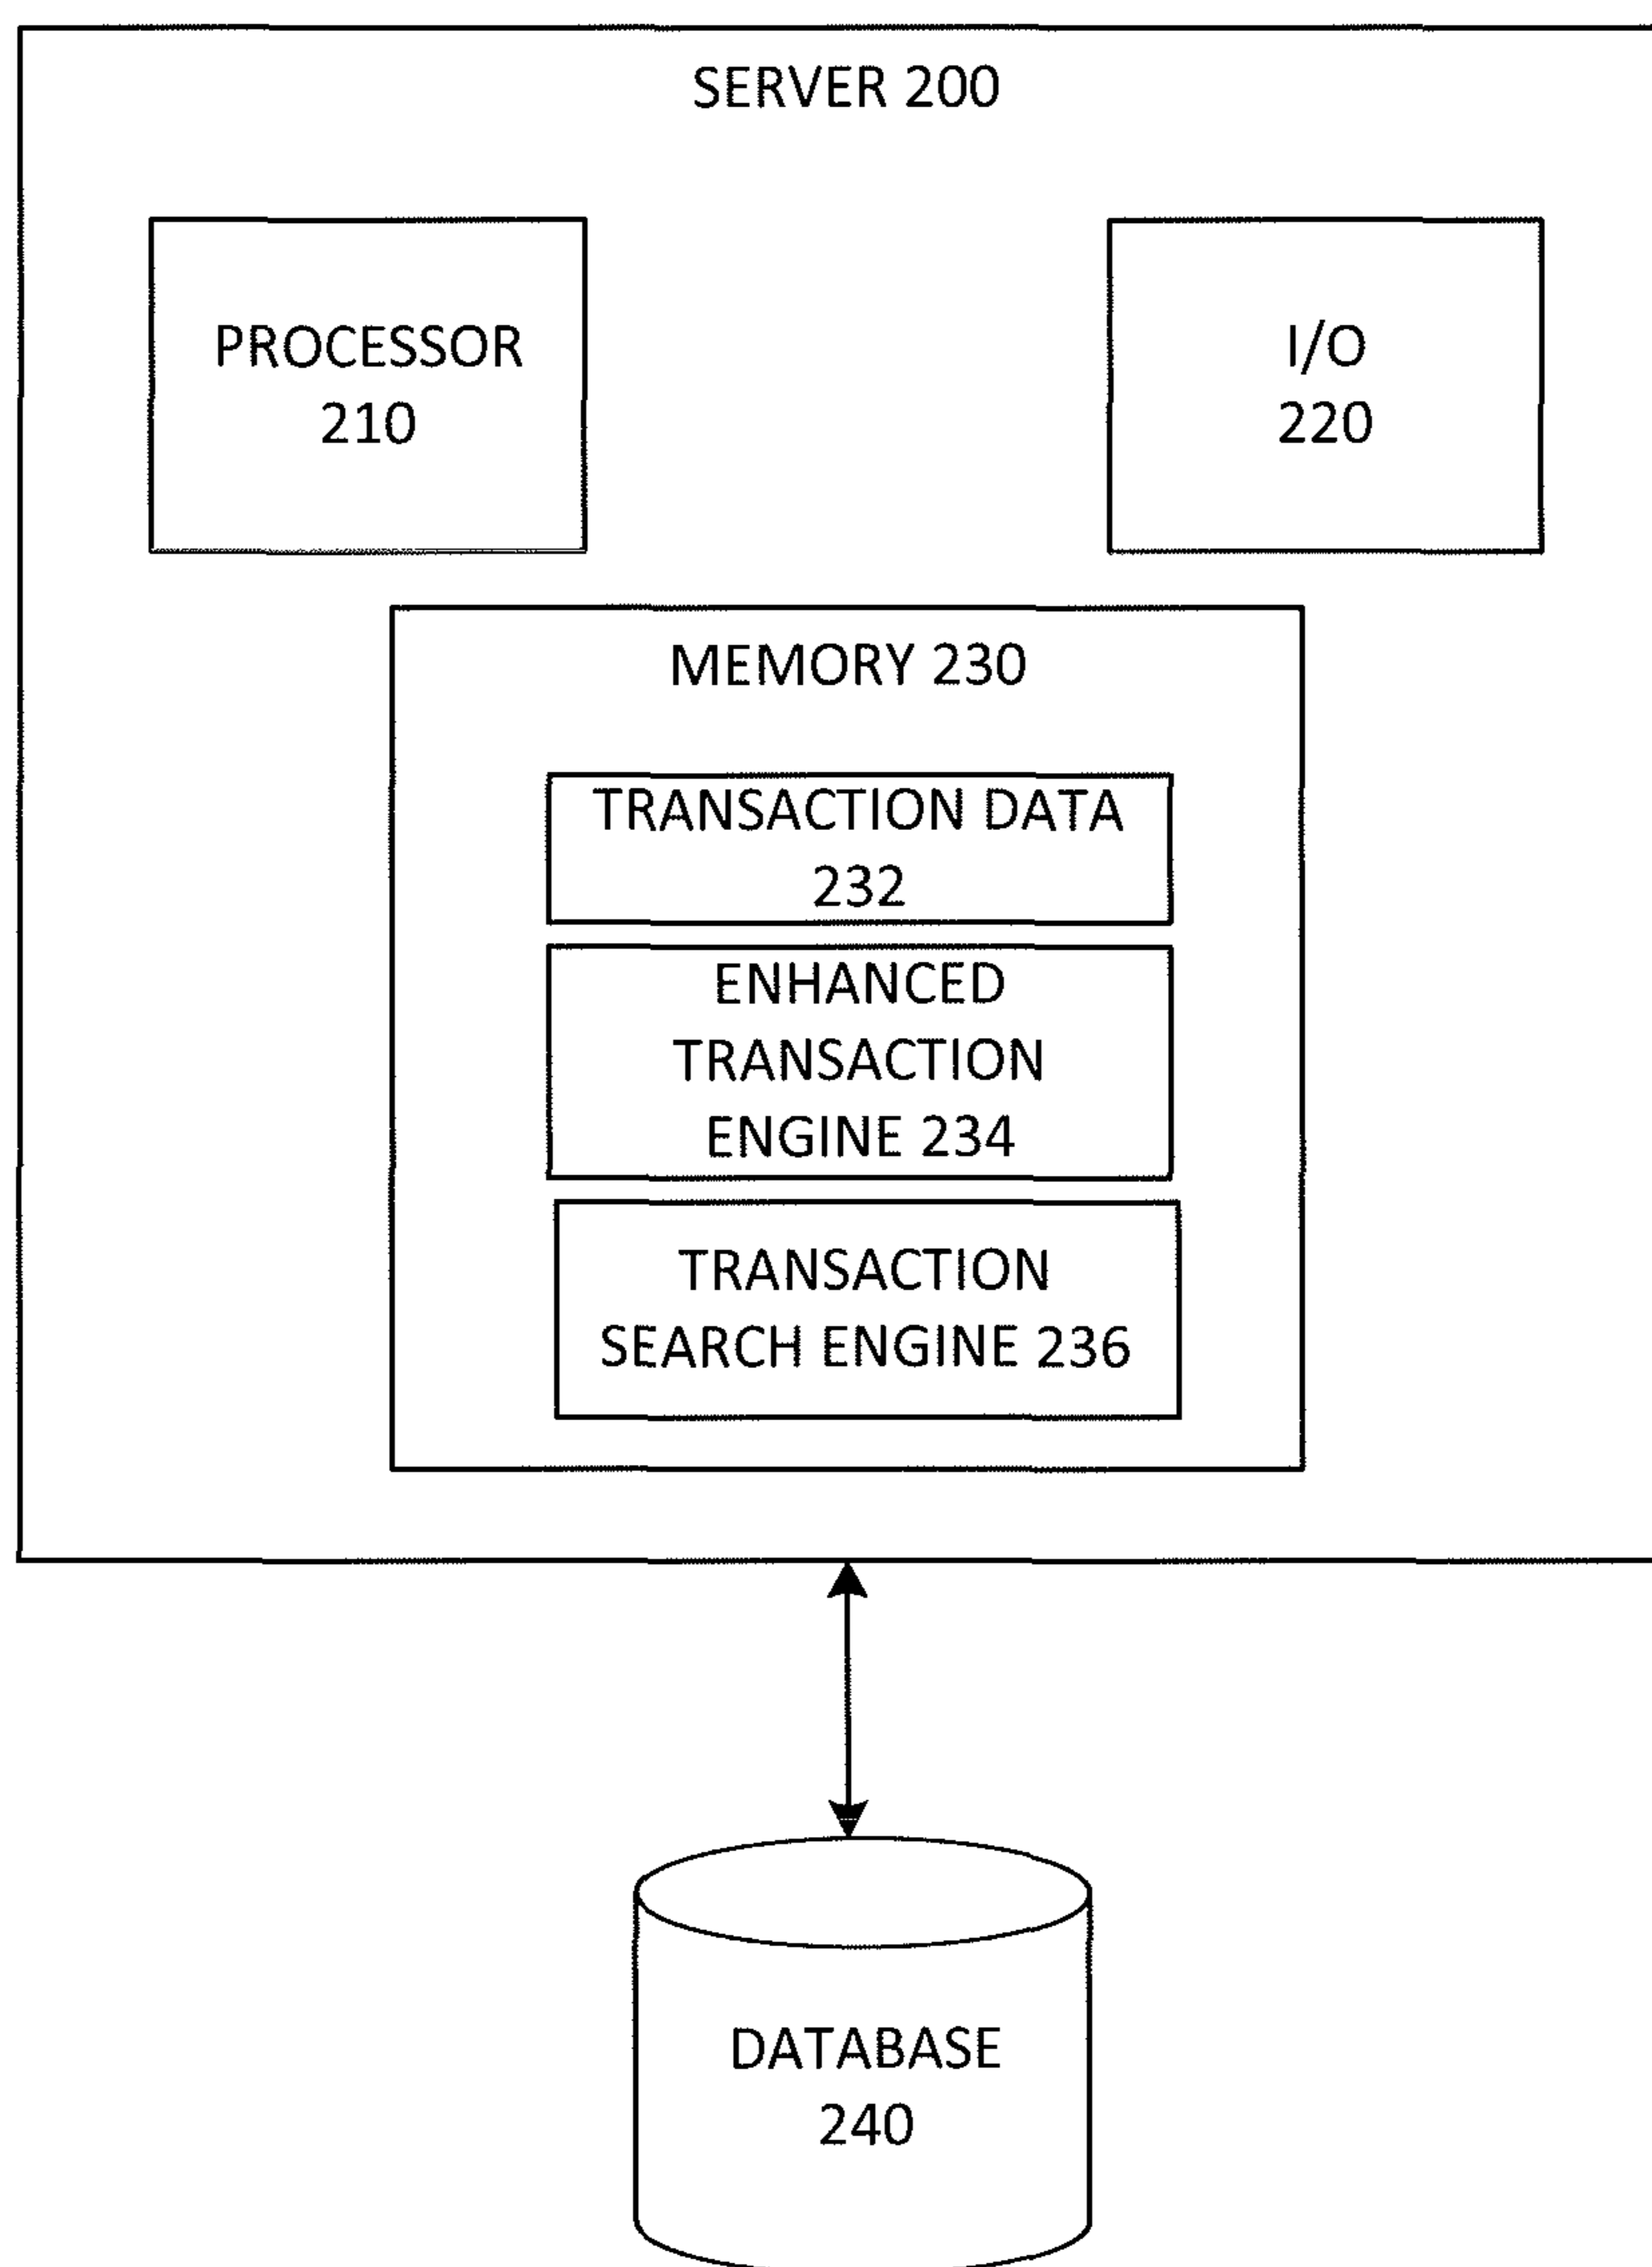 SERVER 200
PROCESSOR
210
I/O
220
MEMORY 230
TRANSACTION DATA
232
ENHANCED
TRANSACTION
ENGINE 234
TRANSACTION
SEARCH ENGINE 236
DATABASE
240